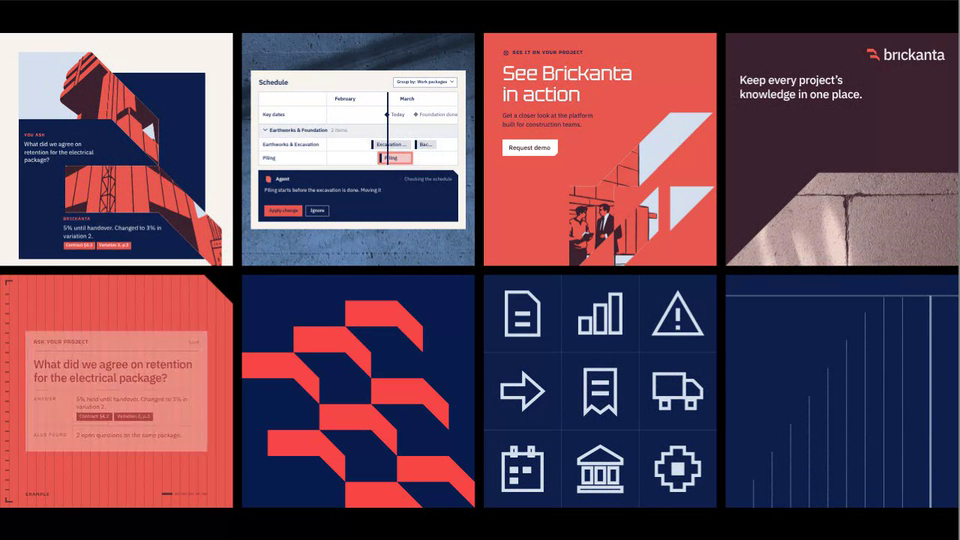 YOU ASK
What did we agree on
retention for the electrical
package?
BRICKANTA
5% until handover. Changed to 3% in
variation 2.
Contract §4.2
Variation 2, p.3
Schedule
Group by: Work packages
February
March
Key dates
Today
Foundation done
Earthworks & Foundation 2 items
Earthworks & Excavation
Excavation ...
Bac...
Piling
Piling
Agent
Checking the schedule
Piling starts before the excavation is done. Moving it
Apply change
Ignore
SEE IT ON YOUR PROJECT
See Brickanta
in action
Get a closer look at the platform
built for construction teams.
Request demo
brickanta
Keep every project's
knowledge in one place.
ASK YOUR PROJECT
What did we agree on retention
for the electrical package?
ANSWER
5% held until handover. Changed to 3% in
variation 2.
Contract §4.2
Variation 2, p.3
ALSO FOUND
2 open questions on the same package.
EXAMPLE